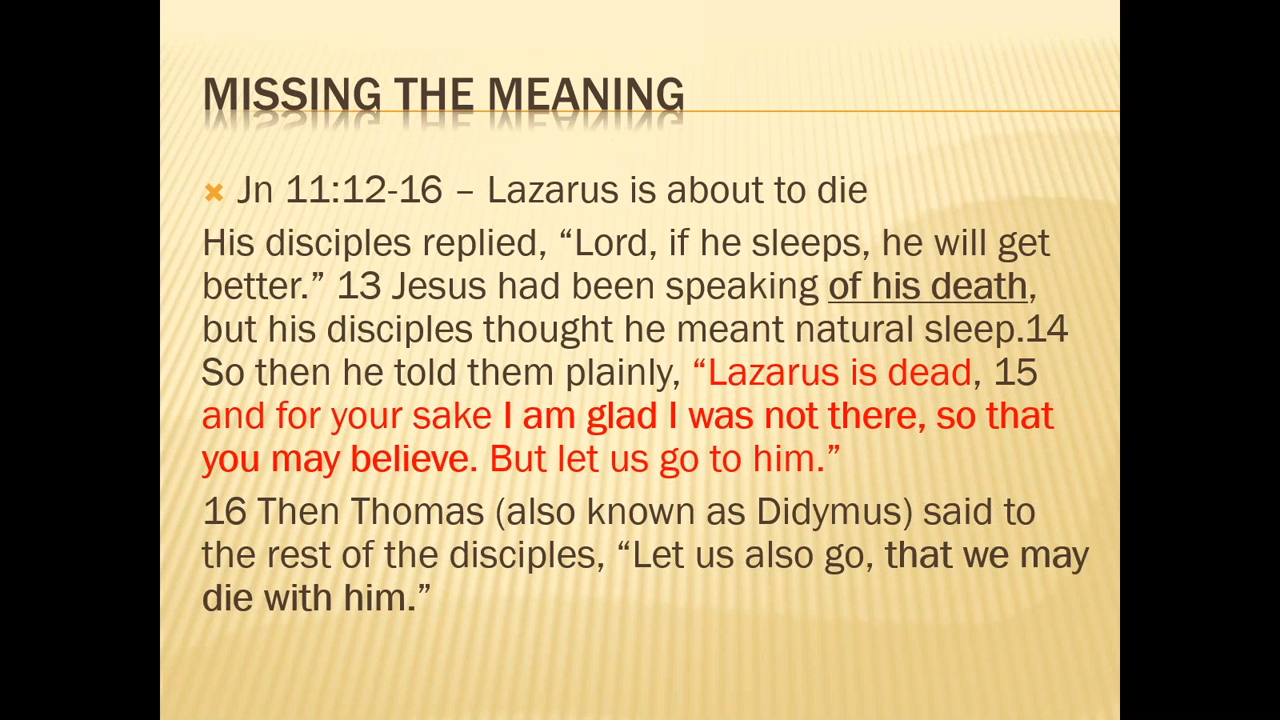 MISSING THE MEANING
Jn 11:12-16 – Lazarus is about to die
His disciples replied, “Lord, if he sleeps, he will get
better.” 13 Jesus had been speaking of his death,
but his disciples thought he meant natural sleep.14
So then he told them plainly, “Lazarus is dead, 15
and for your sake I am glad I was not there, so that
you may believe. But let us go to him.”
16 Then Thomas (also known as Didymus) said to
the rest of the disciples, “Let us also go, that we may
die with him.”